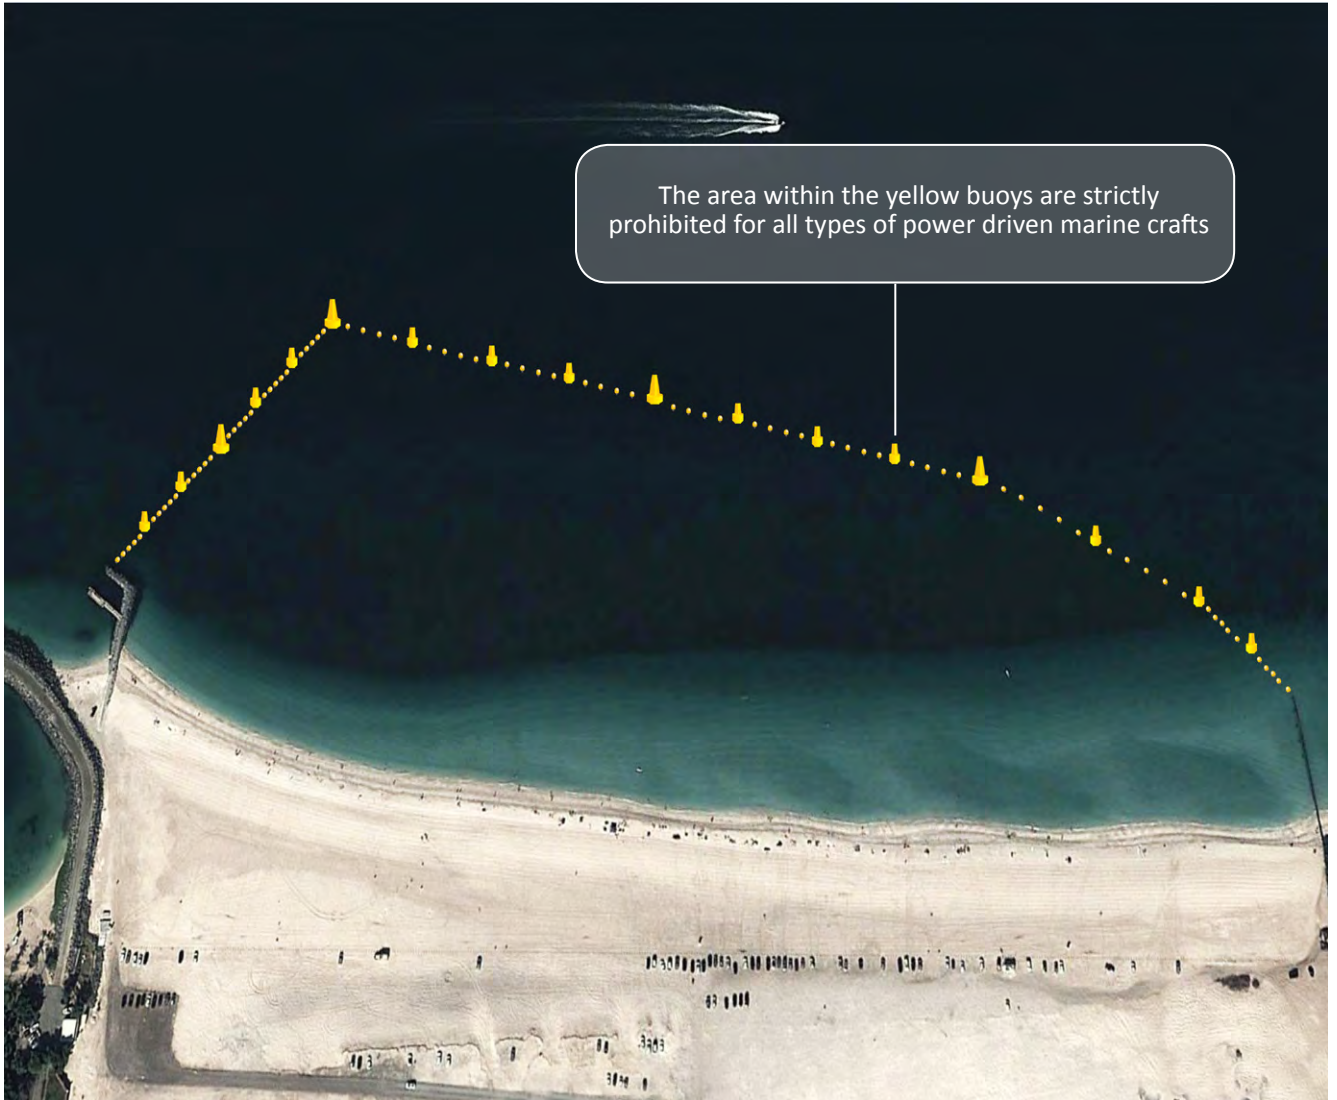 The area within the yellow buoys are strictly
prohibited for all types of power driven marine crafts